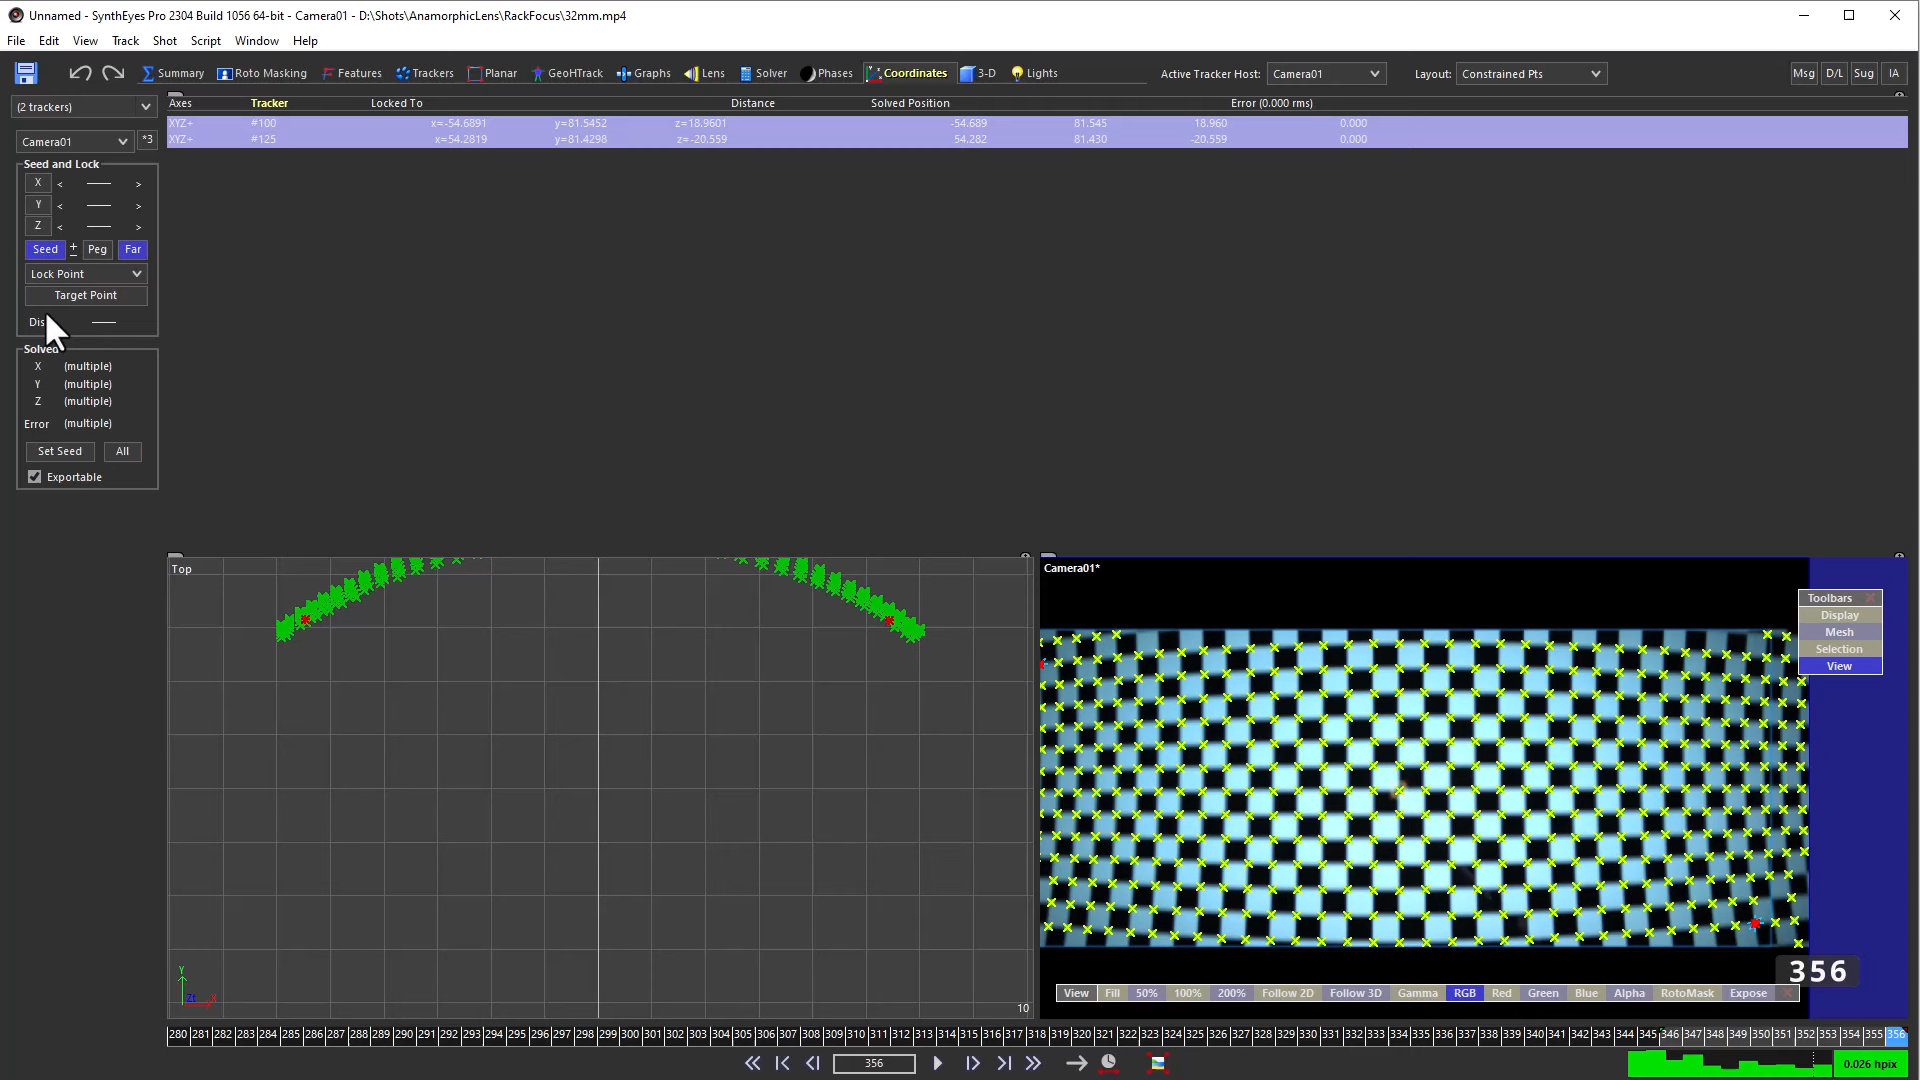 Unnamed - SynthEyes Pro 2304 Build 1056 64-bit - Camera01 - D:\Shots\AnamorphicLens\RackFocus\32mm.mp4
File Edit View Track Shot Script Window Help
Summary Roto Masking Features Trackers Planar GeoHTrack Graphs Lens Solver Phases Coordinates 3-D Lights Active Tracker Host: Camera01 Layout: Constrained Pts Msg D/L Sug IA
(2 trackers)
Axes Tracker Locked To Distance Solved Position Error (0.000 rms)
XYZ+ #100 x=-54.6891 y=81.5452 z=18.9601 -54.689 81.545 18.960 0.000
XYZ+ #125 x=54.2819 y=81.4298 z=-20.559 54.282 81.430 -20.559 0.000
Camera01 *3
Seed and Lock
X < >
Y < >
Z < >
Seed + Peg Far
Lock Point
Target Point
Solved
X (multiple)
Y (multiple)
Z (multiple)
Error (multiple)
Set Seed All
Exportable
Top
Y
X
10
Camera01*
Toolbars
Display
Mesh
Selection
View
356
View Fill 50% 100% 200% Follow 2D Follow 3D Gamma RGB Red Green Blue Alpha RotoMask Expose
280 281 282 283 284 285 286 287 288 289 290 291 292 293 294 295 296 297 298 299 300 301 302 303 304 305 306 307 308 309 310 311 312 313 314 315 316 317 318 319 320 321 322 323 324 325 326 327 328 329 330 331 332 333 334 335 336 337 338 339 340 341 342 343 344 345 346 347 348 349 350 351 352 353 354 355 356
356
0.026 hpix